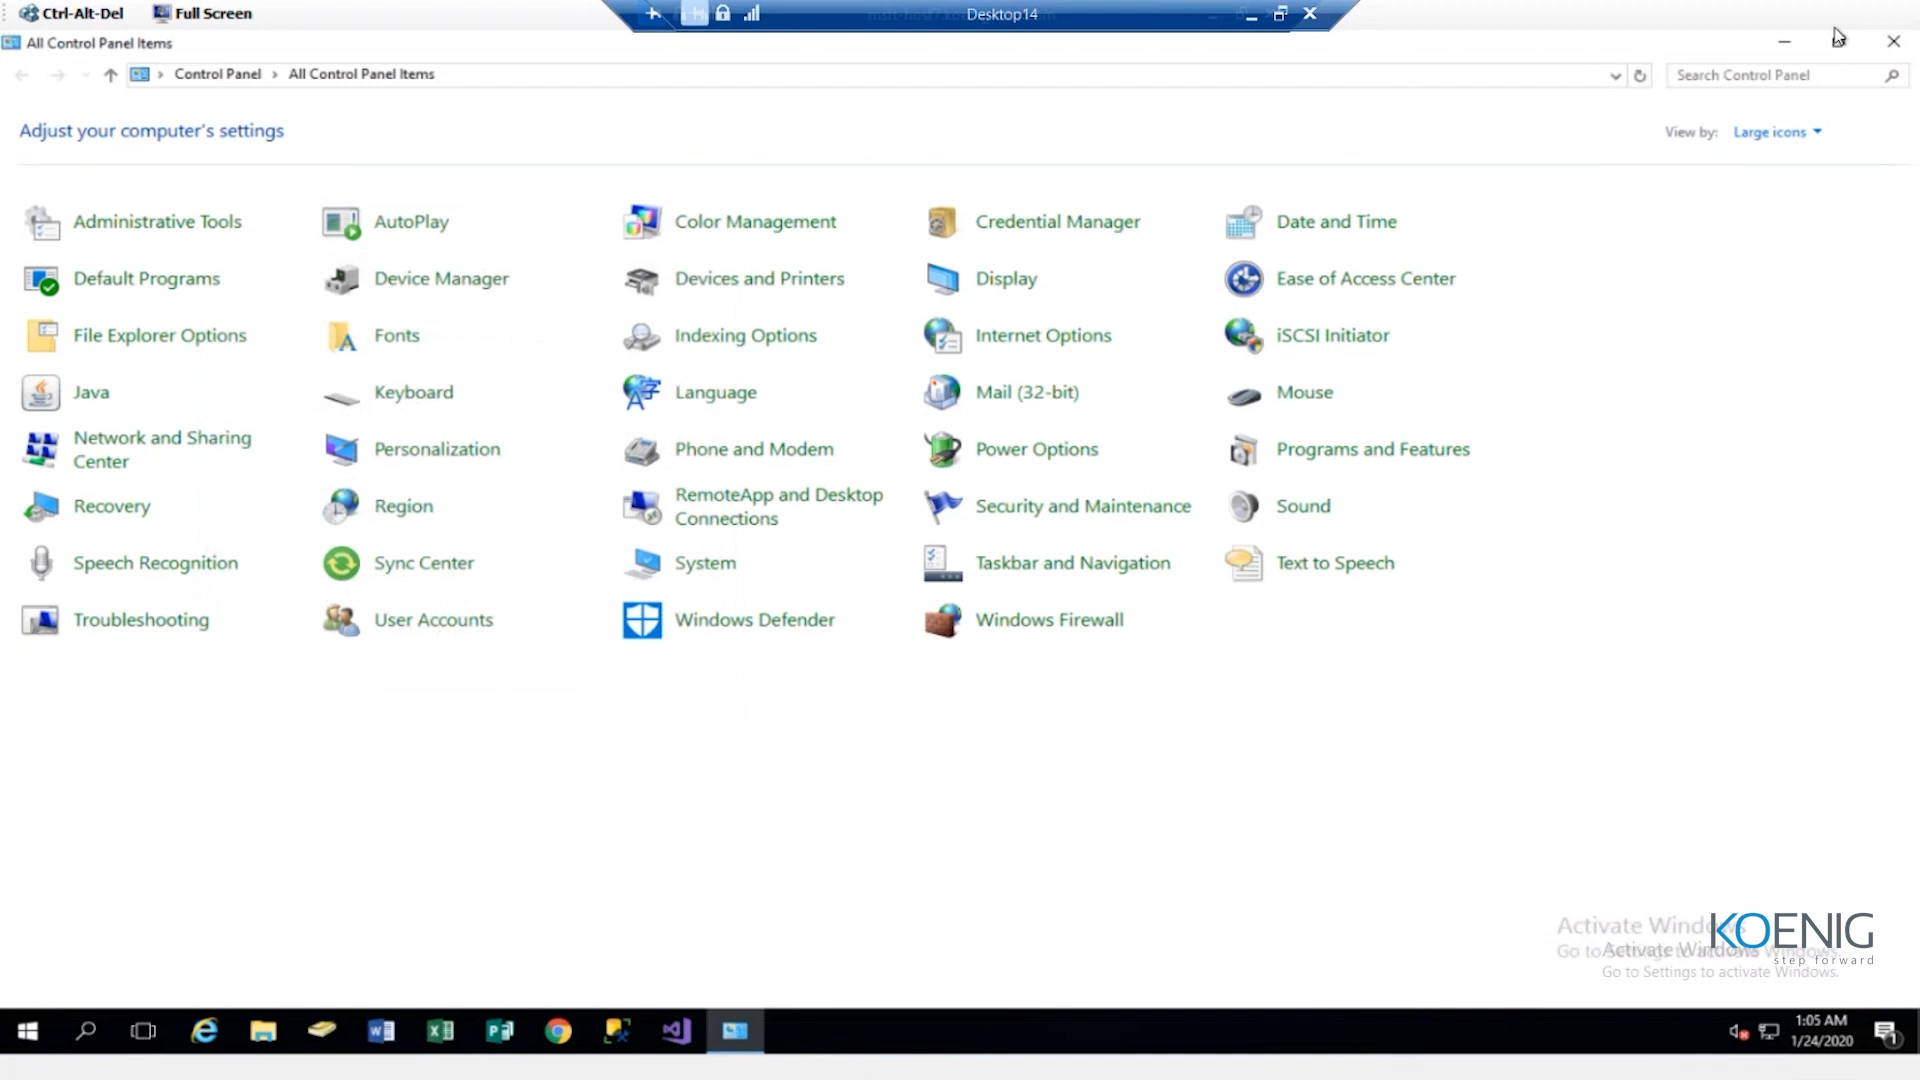 Ctrl-Alt-Del Full Screen Desktop14
All Control Panel Items
Control Panel All Control Panel Items Search Control Panel
Adjust your computer's settings View by: Large icons
Administrative Tools AutoPlay Color Management Credential Manager Date and Time
Default Programs Device Manager Devices and Printers Display Ease of Access Center
File Explorer Options Fonts Indexing Options Internet Options iSCSI Initiator
Java Keyboard Language Mail (32-bit) Mouse
Network and Sharing
Center
Personalization Phone and Modem Power Options Programs and Features
Recovery Region
RemoteApp and Desktop
Connections
Security and Maintenance Sound
Speech Recognition Sync Center System Taskbar and Navigation Text to Speech
Troubleshooting User Accounts Windows Defender Windows Firewall
Activate Windows
KOENIG
step forward
Activate Windows
Go to Settings to activate Windows.
1:05 AM
1/24/2020
1